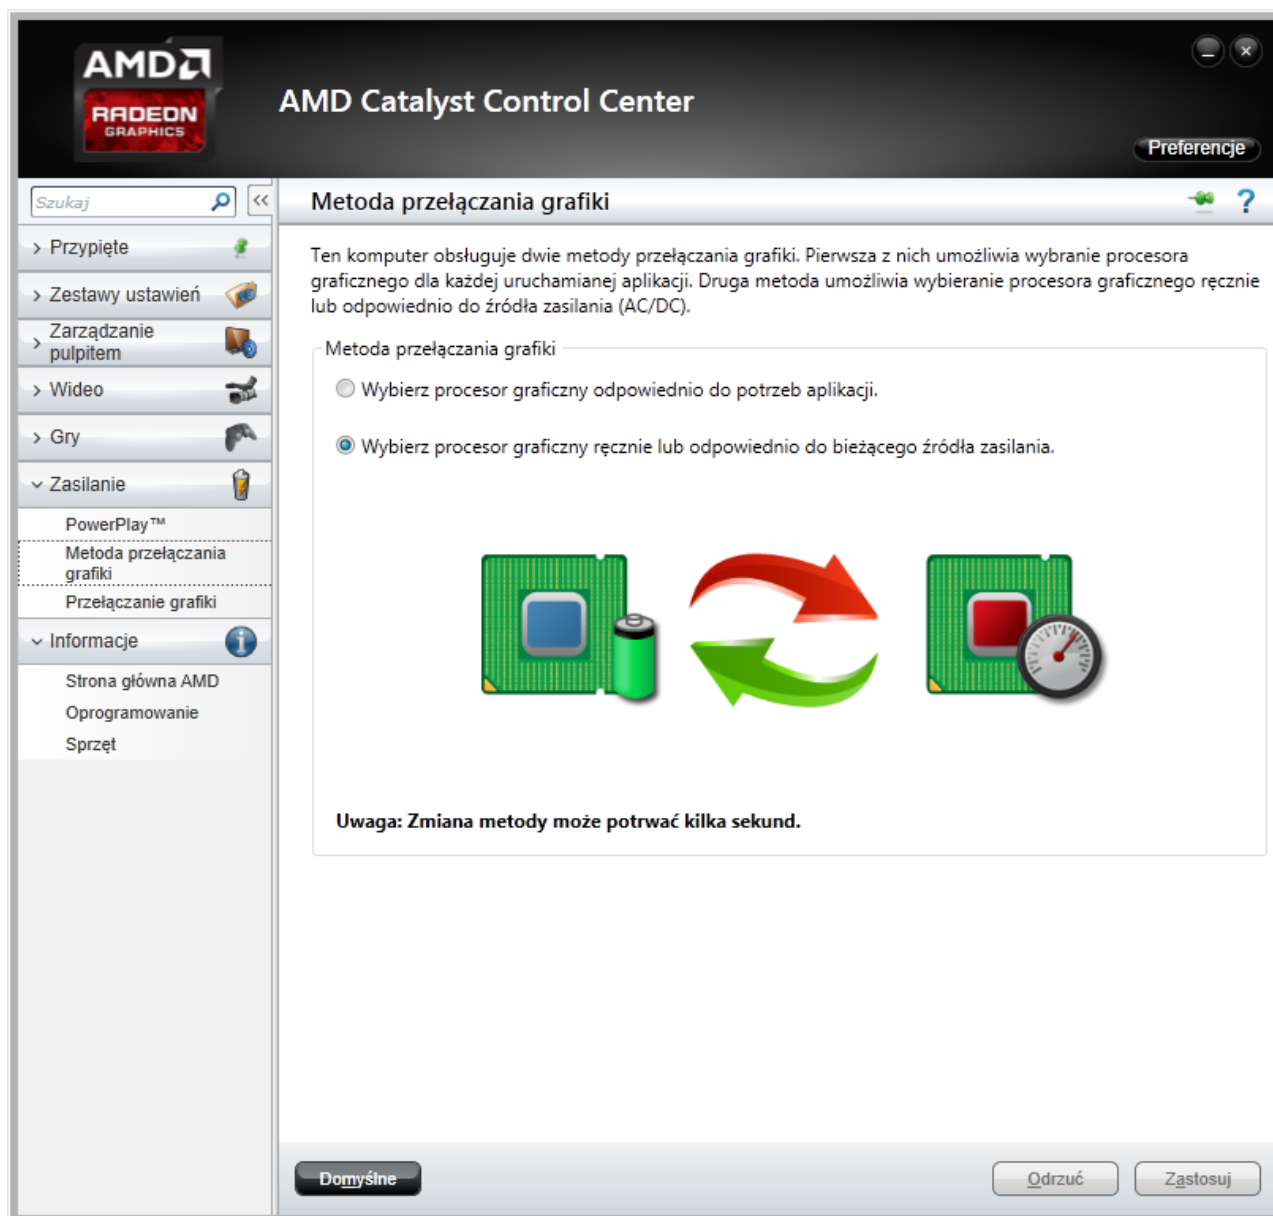 AMD
RADEON
GRAPHICS
AMD Catalyst Control Center
Preferencje
Szukaj
<<
Metoda przełączania grafiki
?
> Przypięte
> Zestawy ustawień
> Zarządzanie
pulpitem
> Wideo
> Gry
Zasilanie
PowerPlay™
Metoda przełączania
grafiki
Przełączanie grafiki
Informacje
Strona główna AMD
Oprogramowanie
Sprzęt
Ten komputer obsługuje dwie metody przełączania grafiki. Pierwsza z nich umożliwia wybranie procesora
graficznego dla każdej uruchamianej aplikacji. Druga metoda umożliwia wybieranie procesora graficznego ręcznie
lub odpowiednio do źródła zasilania (AC/DC).
Metoda przełączania grafiki
Wybierz procesor graficzny odpowiednio do potrzeb aplikacji.
Wybierz procesor graficzny ręcznie lub odpowiednio do bieżącego źródła zasilania.
Uwaga: Zmiana metody może potrwać kilka sekund.
Domyślne
Odrzuć
Zastosuj